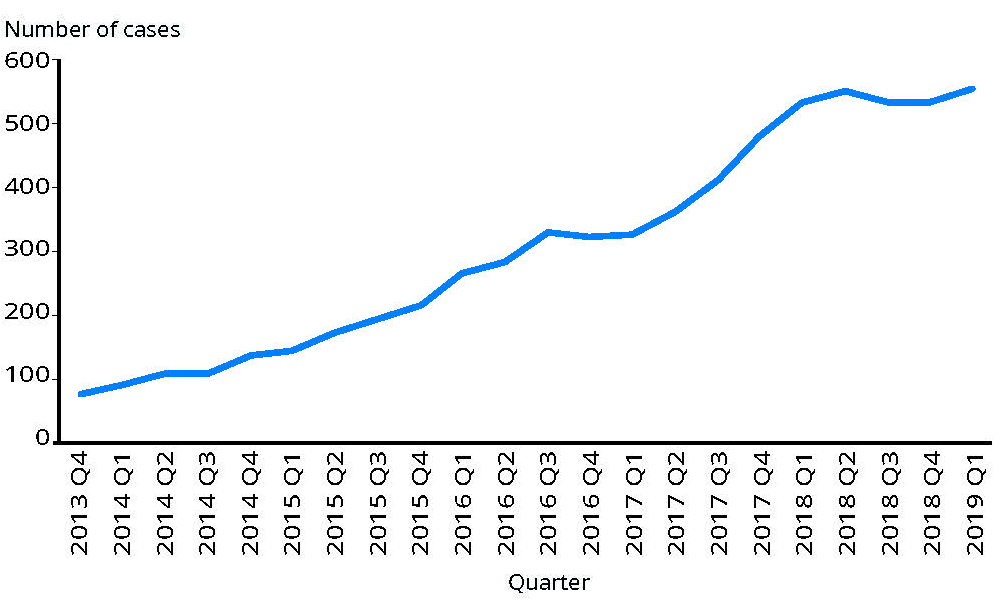 Number of cases
600
500
400
300
200
100
0
2013 Q4
2014 Q1
2014 Q2
2014 Q3
2014 Q4
2015 Q1
2015 Q2
2015 Q3
2015 Q4
2016 Q1
2016 Q2
2016 Q3
2016 Q4
2017 Q1
2017 Q2
2017 Q3
2017 Q4
2018 Q1
2018 Q2
2018 Q3
2018 Q4
2019 Q1
Quarter